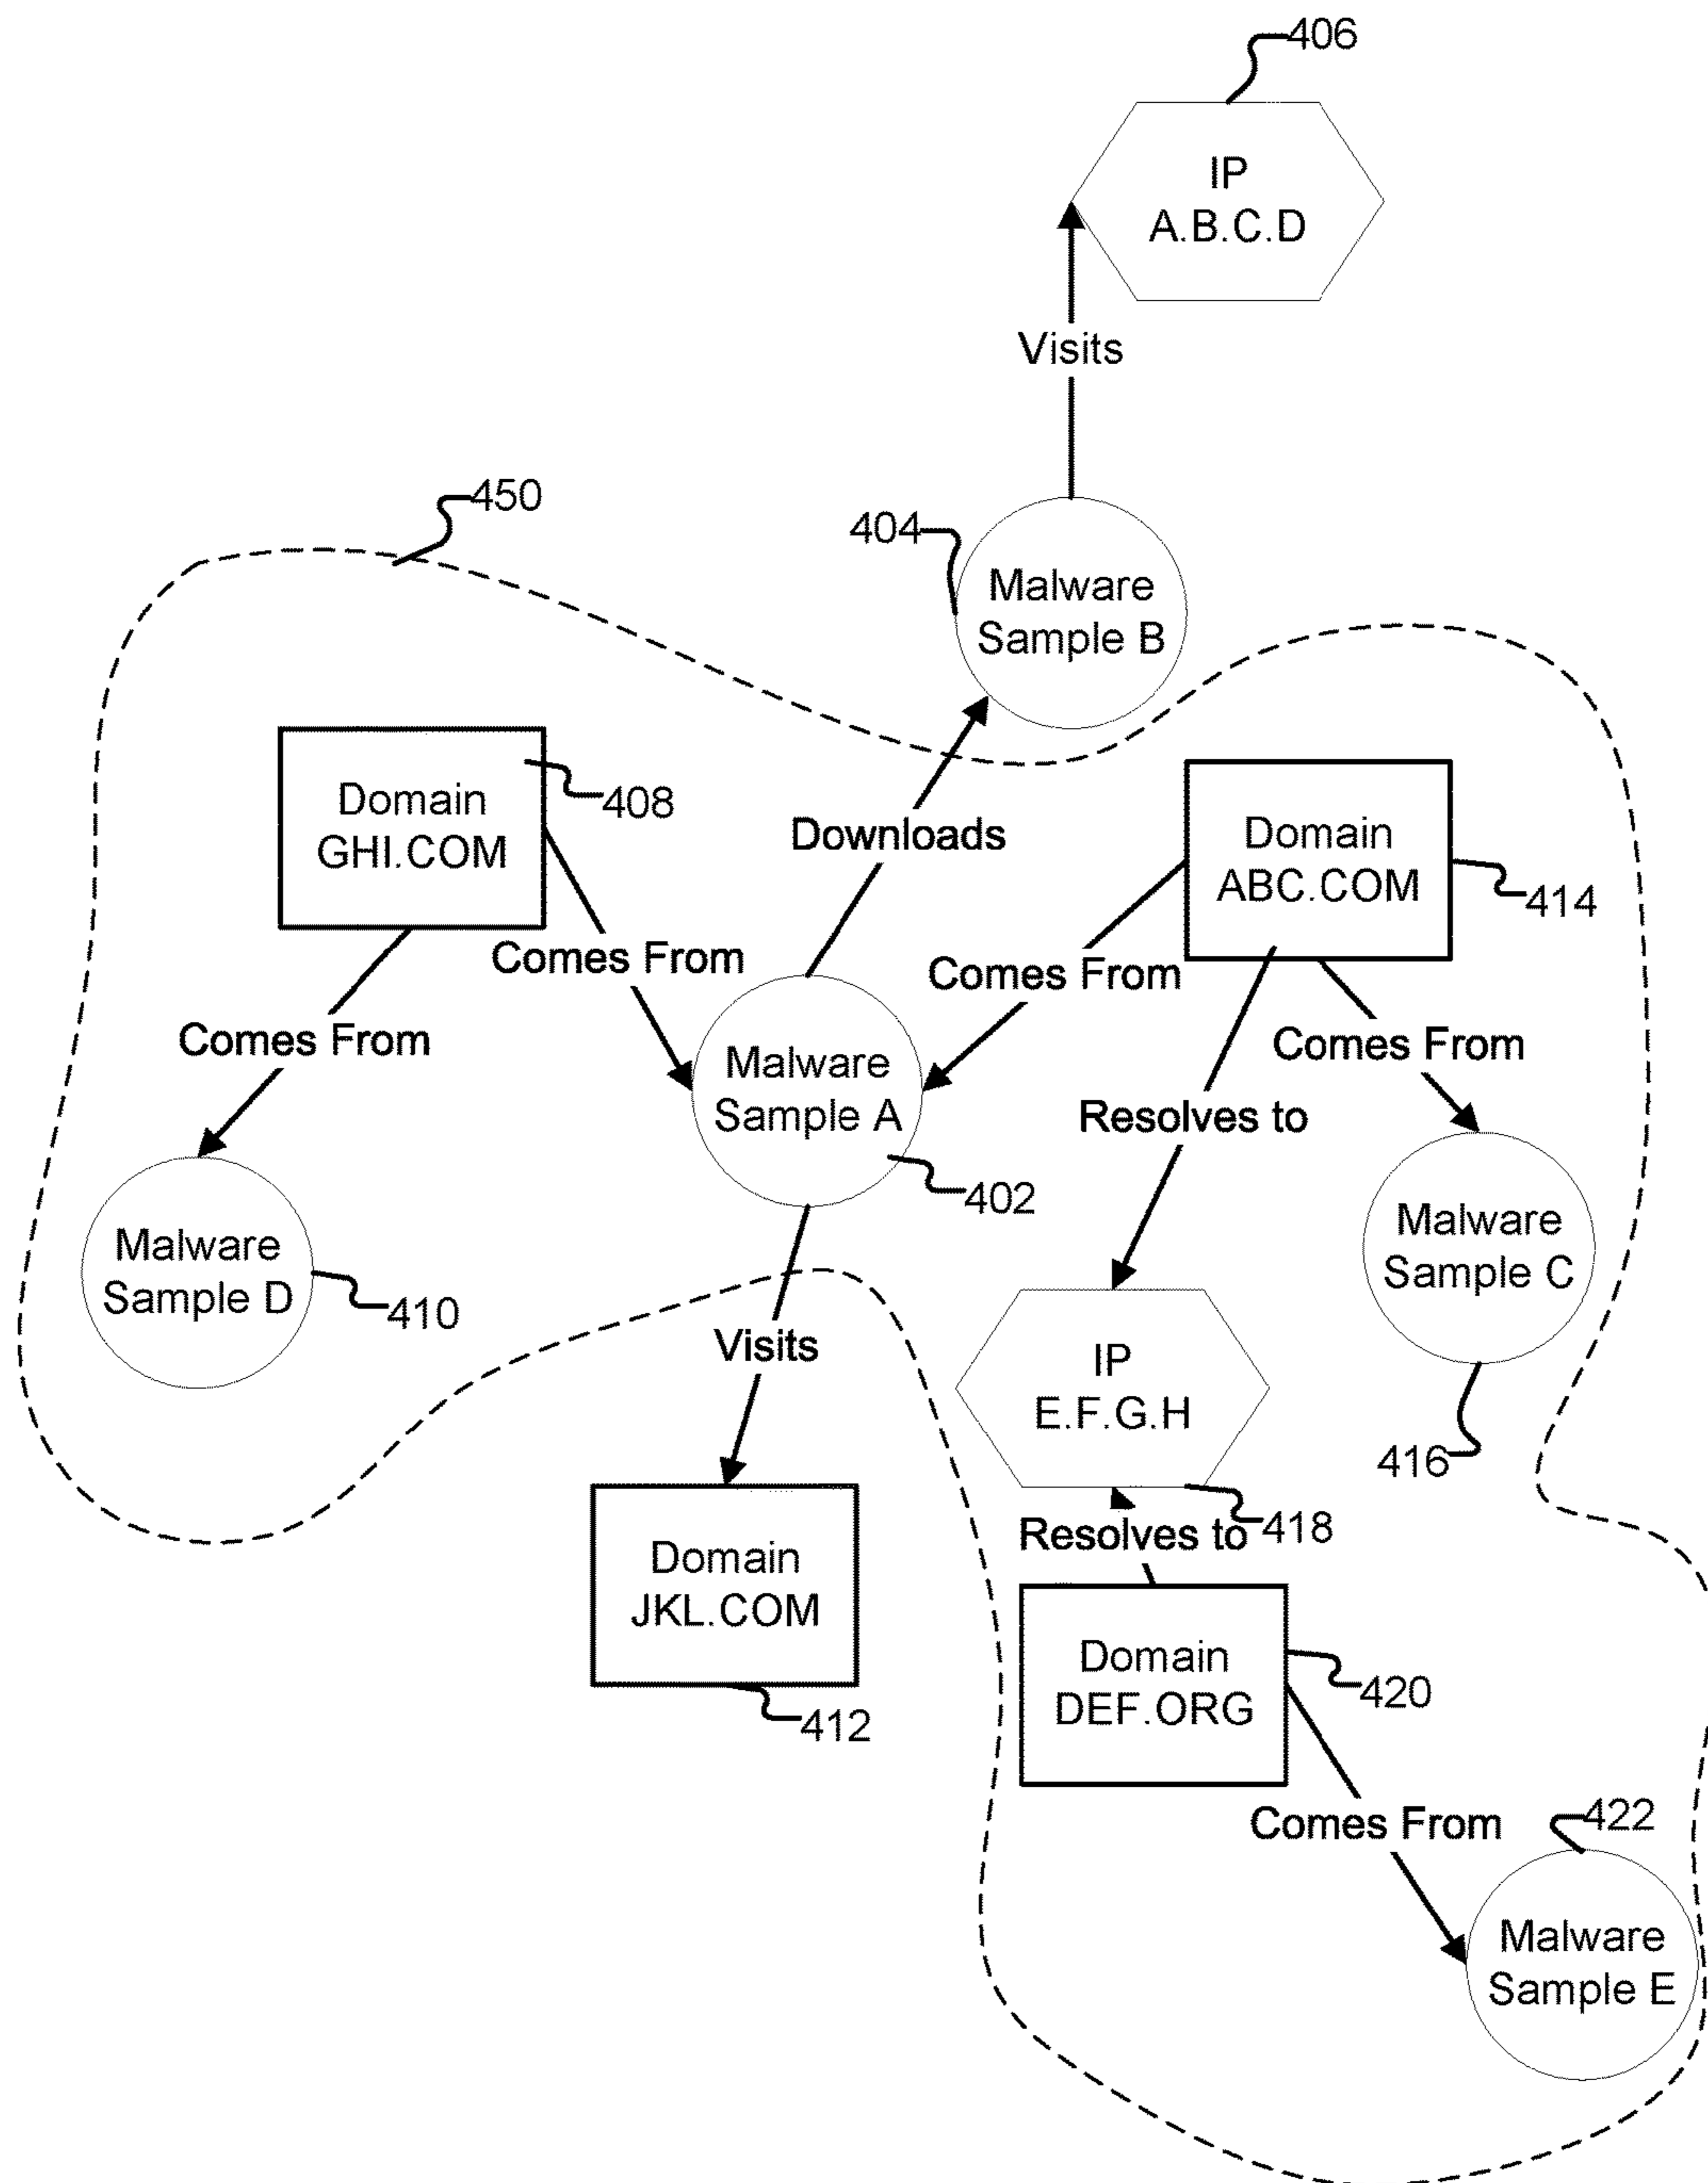 406
IP
A.B.C.D
Visits
450
404
Malware
Sample B
Domain
GHI.COM
408
Downloads
Domain
ABC.COM
414
Comes From
Comes From
Comes From
Comes From
Malware
Sample A
402
Resolves to
Malware
Sample D
410
Malware
Sample C
416
Visits
IP
E.F.G.H
418
Resolves to
Domain
JKL.COM
412
Domain
DEF.ORG
420
Comes From
422
Malware
Sample E